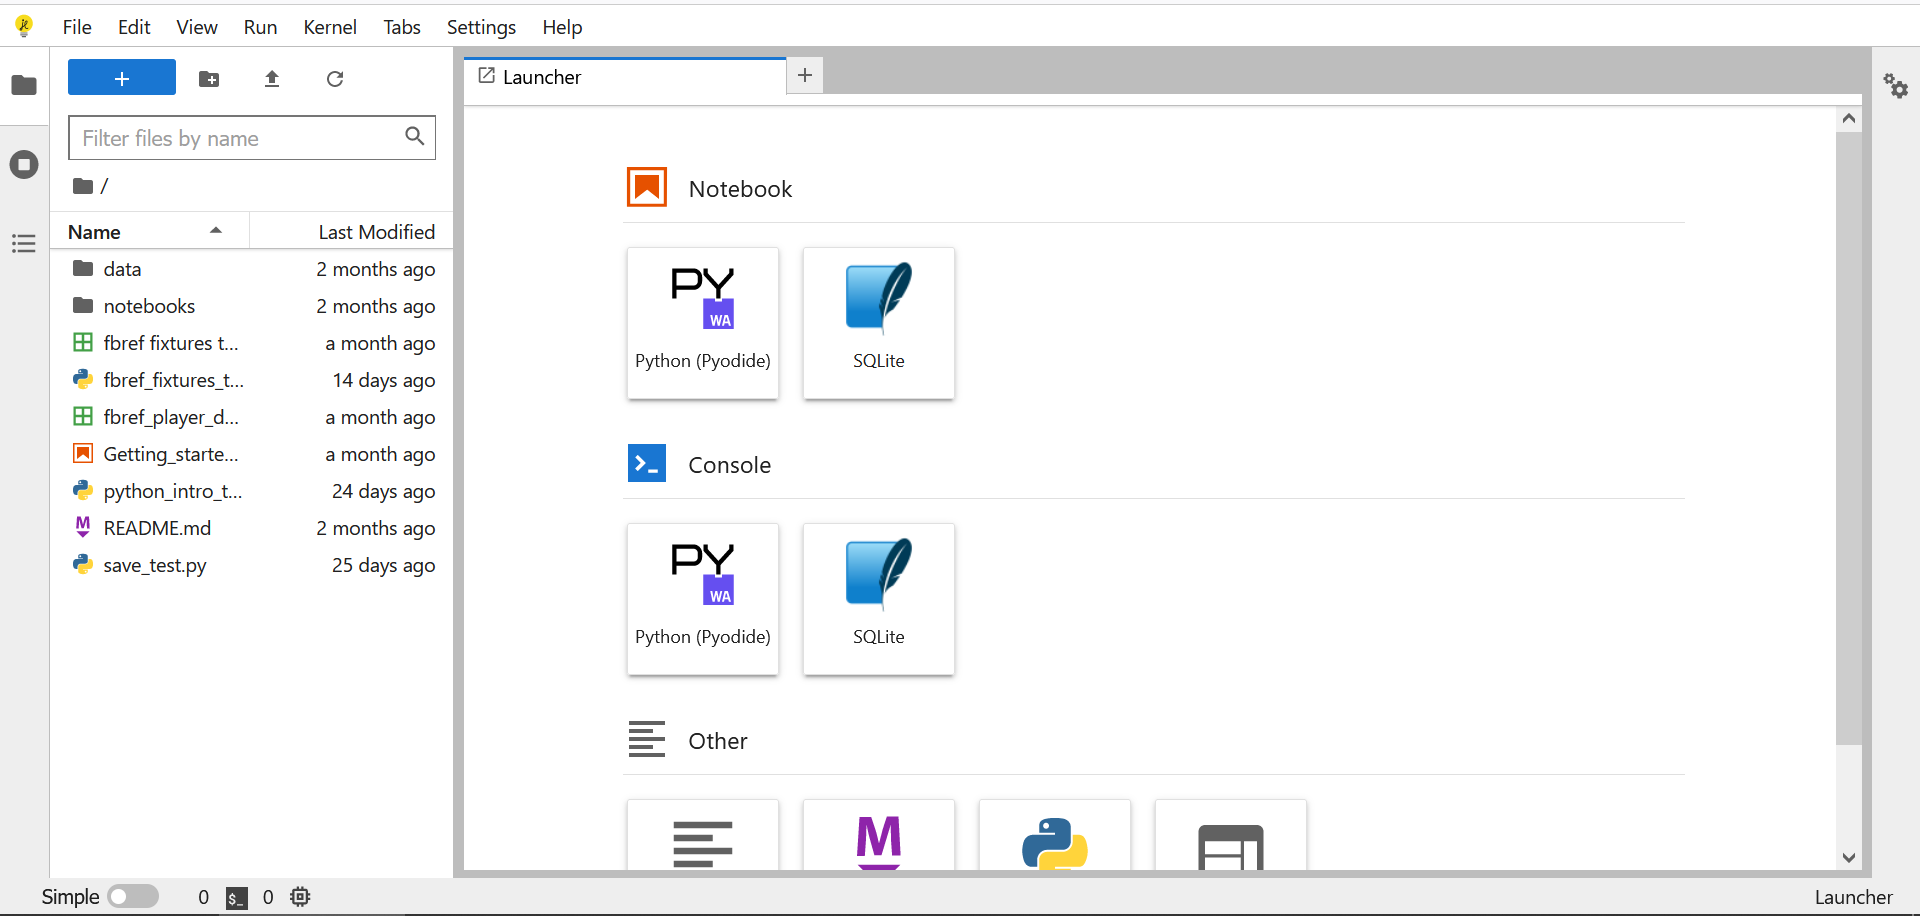 File Edit View Run Kernel Tabs Settings Help
+
Launcher
+
Filter files by name
/
Name Last Modified
data 2 months ago
notebooks 2 months ago
fbref fixtures t... a month ago
fbref_fixtures_t... 14 days ago
fbref_player_d... a month ago
Getting_starte... a month ago
python_intro_t... 24 days ago
README.md 2 months ago
save_test.py 25 days ago
Notebook
PY WA
Python (Pyodide) SQLite
Console
PY WA
Python (Pyodide) SQLite
Other
M
Simple 0 $_ 0 Launcher